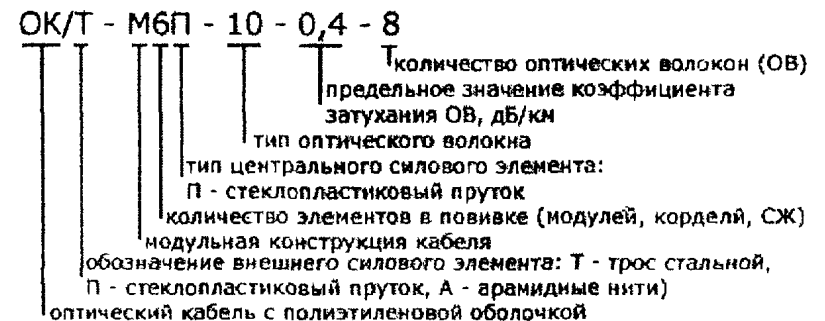 ОК/Т - М6П - 10 - 0,4 - 8
количество оптических волокон (ОВ)
предельное значение коэффициента
затухания ОВ, дБ/км
тип оптического волокна
тип центрального силового элемента:
П - стеклопластиковый пруток
количество элементов в повивке (модулей, корделй, СЖ)
модульная конструкция кабеля
обозначение внешнего силового элемента: Т - трос стальной,
П - стеклопластиковый пруток, А - арамидные нити)
оптический кабель с полиэтиленовой оболочкой